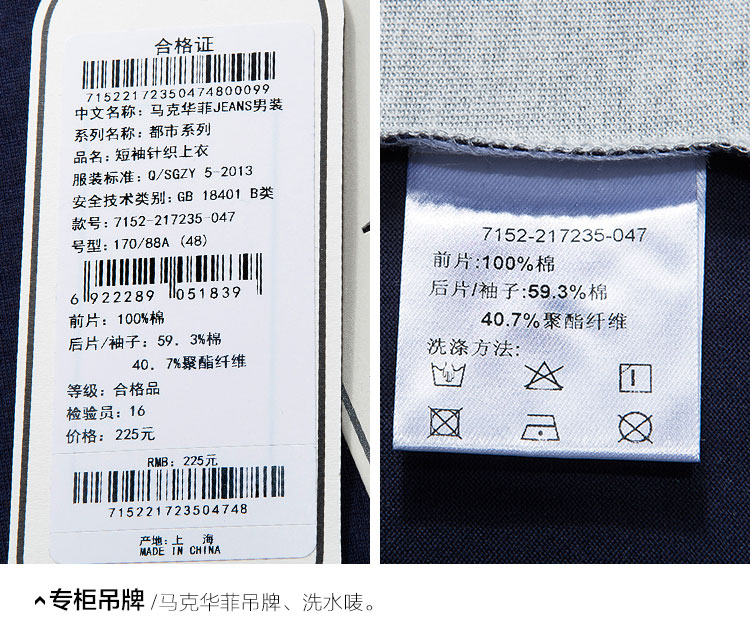 合格证
71522172350474800099
中文名称: 马克华菲JEANS男装
系列名称: 都市系列
品名: 短袖针织上衣
服装标准: Q/SGZY 5-2013
安全技术类别: GB 18401 B类
款号: 7152-217235-047
号型: 170/88A (48)
6 922289 051839
前片: 100%棉
后片/袖子: 59.3%棉
40.7%聚酯纤维
等级: 合格品
检验员: 16
价格: 225元
RMB: 225元
715221723504748
产地: 上 海
MADE IN CHINA
7152-217235-047
前片:100%棉
后片/袖子:59.3%棉
40.7%聚酯纤维
洗涤方法:
专柜吊牌 /马克华菲吊牌、洗水唛。